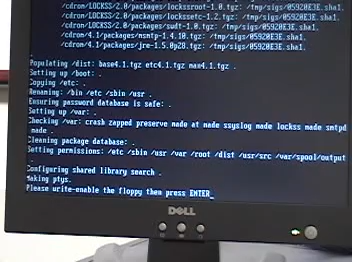 /cdrom/LOCKSS/2.0/packages/lockssroot-1.0.tgz: /tmp/sigs/05920E3E.sha1.
/cdrom/LOCKSS/2.0/packages/lockssetc-1.2.tgz: /tmp/sigs/05920E3E.sha1.
/cdrom/LOCKSS/2.0/packages/swdt-1.0.tgz: /tmp/sigs/05920E3E.sha1.
/cdrom/4.1/packages/msmtp-1.4.10.tgz: /tmp/sigs/05920E3E.sha1.
/cdrom/4.1/packages/jre-1.5.0p28.tgz: /tmp/sigs/05920E3E.sha1.
.
Populating /dist: base4.1.tgz etc4.1.tgz man4.1.tgz .
Setting up /boot: .
Copying /etc: .
Renaming: /bin /etc /sbin /usr .
Ensuring password database is safe: .
Setting up /var: .
Checking /var: crash zapped preserve made at made ssyslog made lockss made smtpd
made .
Cleaning package database: .
Setting permissions: /etc /sbin /usr /var /root /dist /usr/src /var/spool/output
.
Configuring shared library search .
Making ptys.
Please write-enable the floppy then press ENTER_
DELL